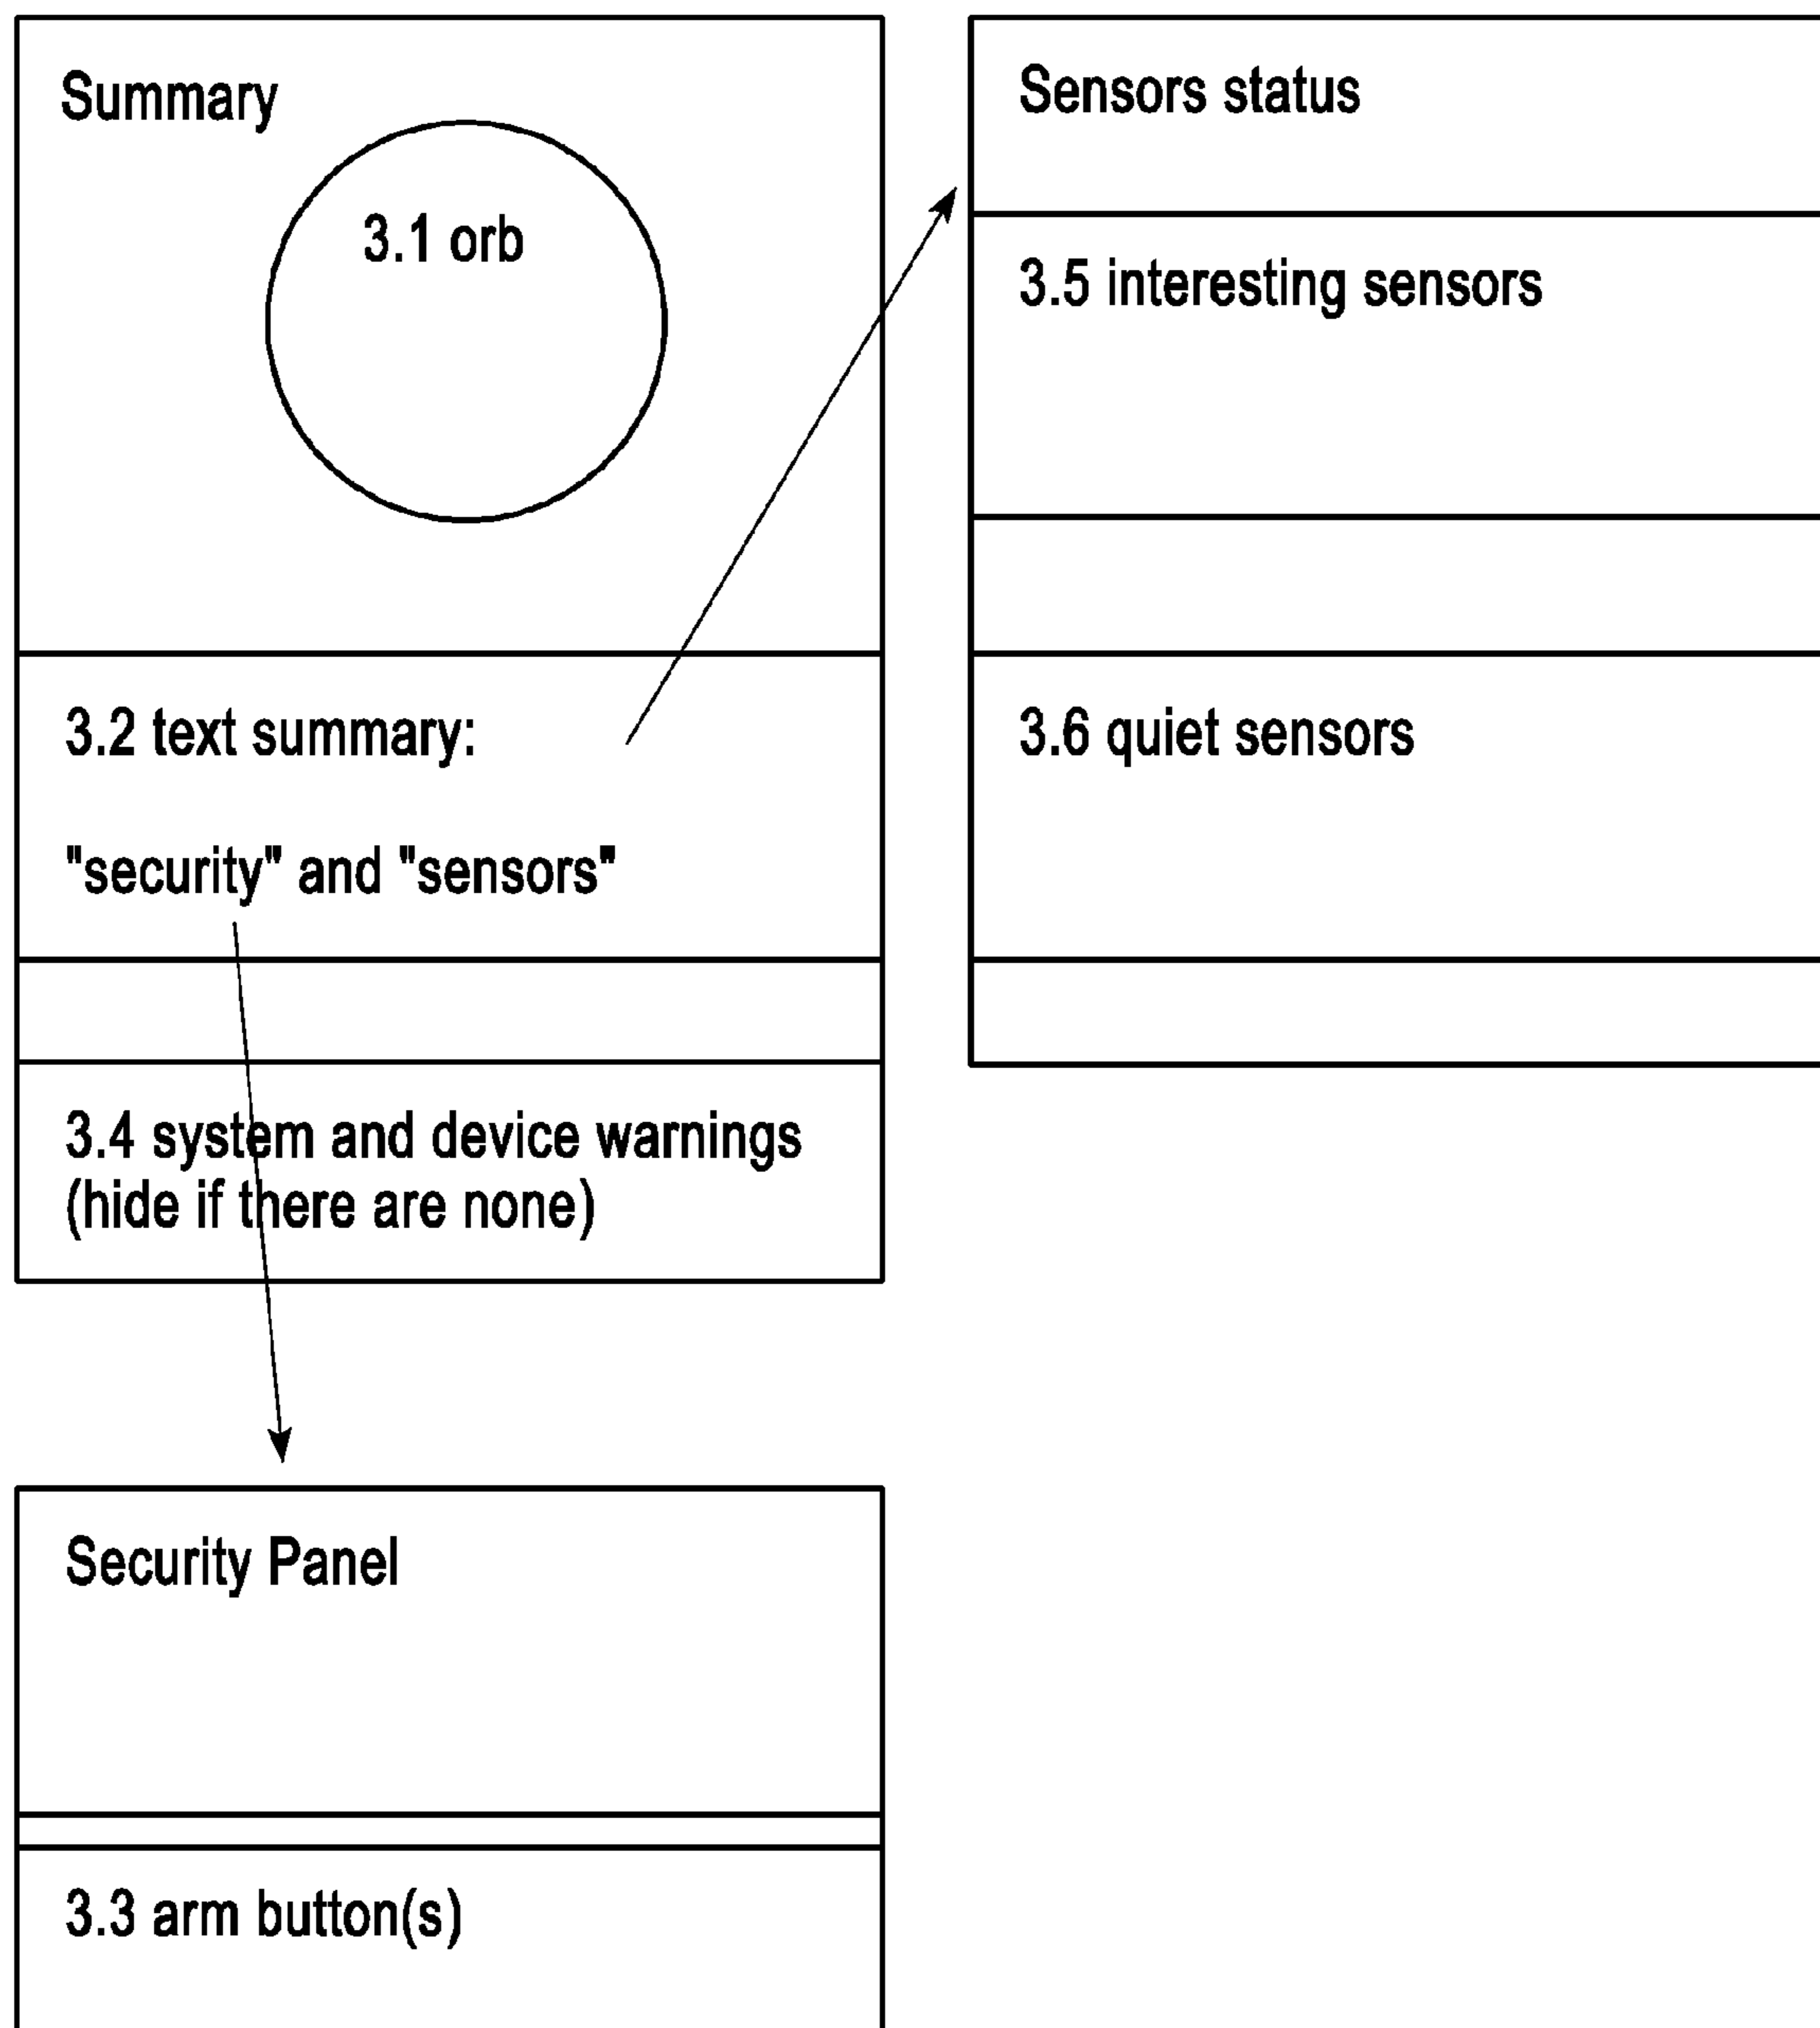 Summary
3.1 orb
3.2 text summary:
"security" and "sensors"
3.4 system and device warnings
(hide if there are none)
Sensors status
3.5 interesting sensors
3.6 quiet sensors
Security Panel
3.3 arm button(s)